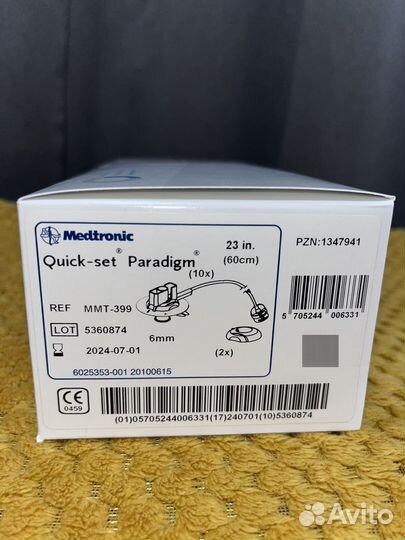 Medtronic
23 in.
(60cm)
PZN:1347941
Quick-set® Paradigm®
(10x)
REF MMT-399
LOT 5360874
2024-07-01
6mm
(2x)
5 705244 006331
6025353-001 20100615
CE
0459
(01)05705244006331(17)240701(10)5360874
Avito